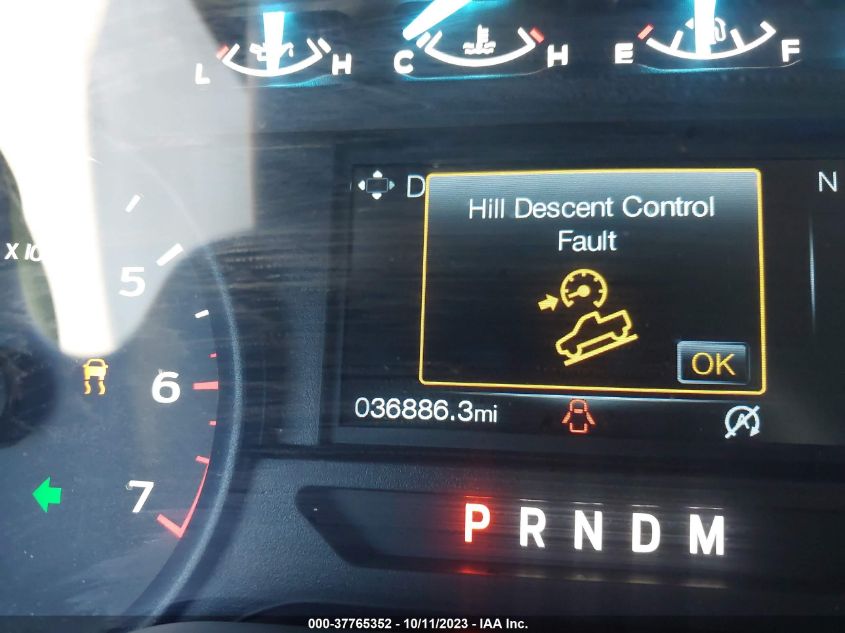 L H C H E F
D N
Hill Descent Control
Fault
5
6
7
OK
036886.3mi
P R N D M
000-37765352 - 10/11/2023 - IAA Inc.